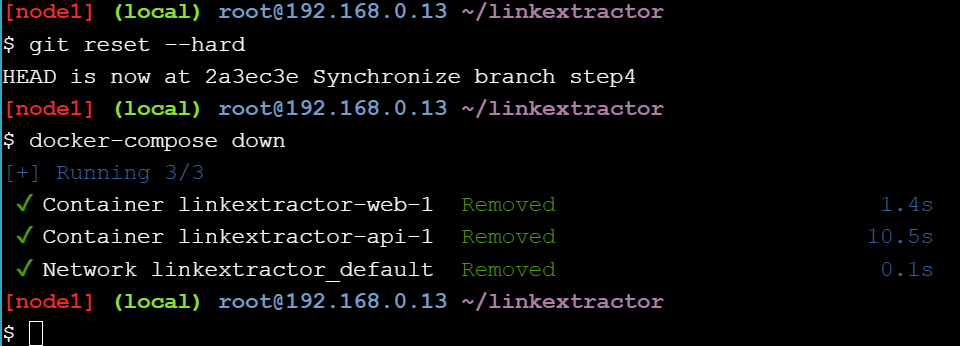 [node1] (local) root@192.168.0.13 ~/linkextractor
$ git reset --hard
HEAD is now at 2a3ec3e Synchronize branch step4
[node1] (local) root@192.168.0.13 ~/linkextractor
$ docker-compose down
[+] Running 3/3
✓ Container linkextractor-web-1 Removed 1.4s
✓ Container linkextractor-api-1 Removed 10.5s
✓ Network linkextractor_default Removed 0.1s
[node1] (local) root@192.168.0.13 ~/linkextractor
$